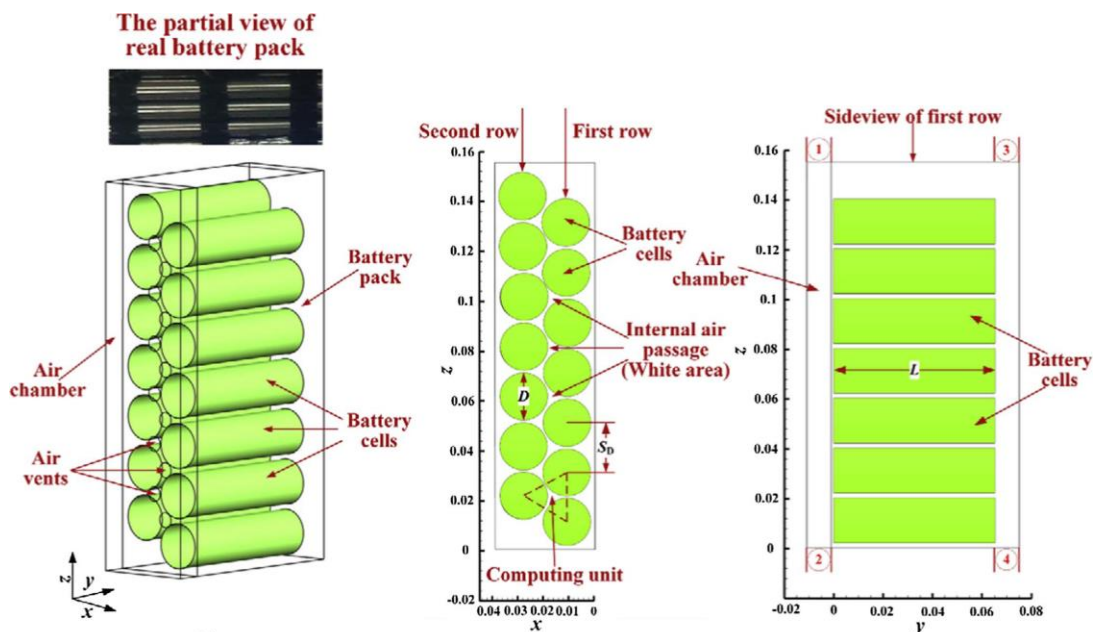 The partial view of
real battery pack
Battery
pack
Air
chamber
Battery
cells
Air
vents
z
y
x
Second row
First row
0.16
0.14
0.12
0.1
0.08
0.06
0.04
0.02
0
-0.02
z
Battery
cells
Internal air
passage
(White area)
D
S_D
Computing unit
0.04 0.03 0.02 0.01 0
x
Sideview of first row
1
3
0.16
0.14
0.12
0.1
0.08
0.06
0.04
0.02
0
-0.02
z
Air
chamber
L
Battery
cells
2
4
-0.02 0 0.02 0.04 0.06 0.08
y